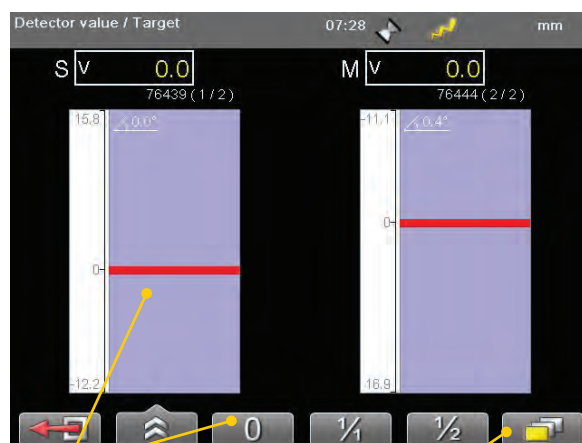 Detector value / Target 07:28 mm
S V 0.0 M V 0.0
76439 (1/2) 76444 (2/2)
15.8 0.0° -11.1 0.4°
0
0
-12.2 16.9
0 1/1 1/2